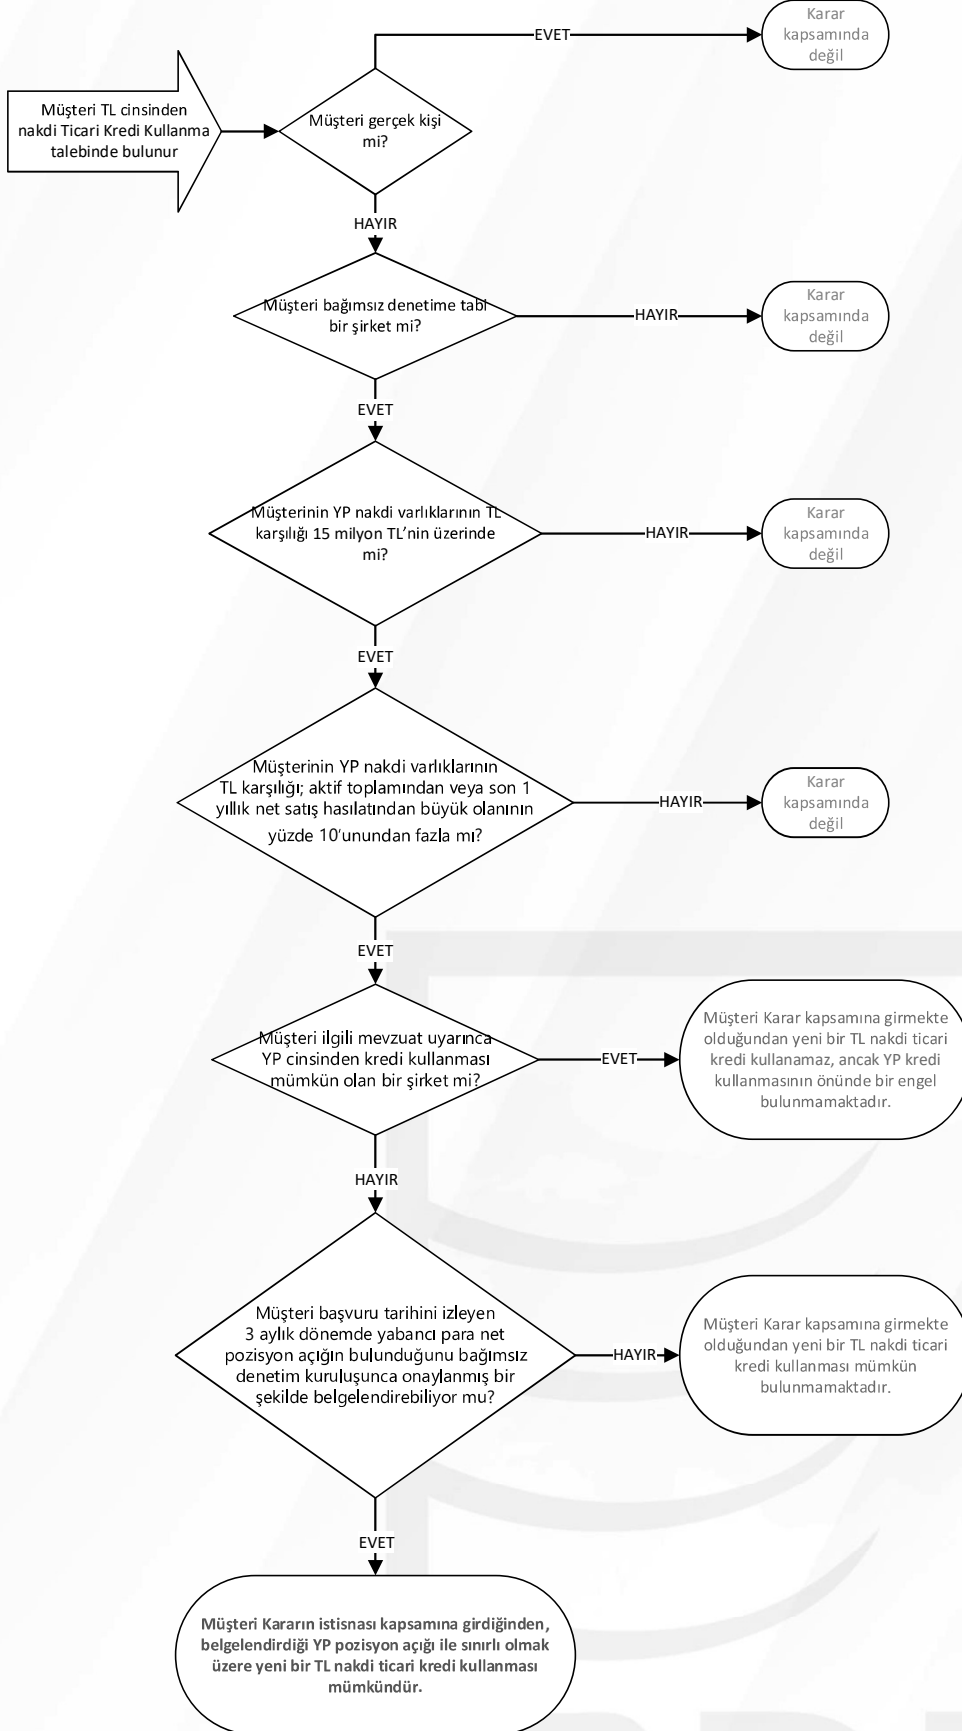 Karar
kapsamında
değil
EVET
Müşteri TL cinsinden
nakdi Ticari Kredi Kullanma
talebinde bulunur
Müşteri gerçek kişi
mi?
HAYIR
Müşteri bağımsız denetime tabi
bir şirket mi?
HAYIR
Karar
kapsamında
değil
EVET
Müşterinin YP nakdi varlıklarının TL
karşılığı 15 milyon TL’nin üzerinde
mi?
HAYIR
Karar
kapsamında
değil
EVET
Müşterinin YP nakdi varlıklarının
TL karşılığı; aktif toplamından veya son 1
yıllık net satış hasılatından büyük olanının
yüzde 10’unundan fazla mı?
HAYIR
Karar
kapsamında
değil
EVET
Müşteri ilgili mevzuat uyarınca
YP cinsinden kredi kullanması
mümkün olan bir şirket mi?
EVET
Müşteri Karar kapsamına girmekte
olduğundan yeni bir TL nakdi ticari
kredi kullanamaz, ancak YP kredi
kullanmasının önünde bir engel
bulunmamaktadır.
HAYIR
Müşteri başvuru tarihini izleyen
3 aylık dönemde yabancı para net
pozisyon açığın bulunduğunu bağımsız
denetim kuruluşunca onaylanmış bir
şekilde belgelendirebiliyor mu?
HAYIR
Müşteri Karar kapsamına girmekte
olduğundan yeni bir TL nakdi ticari
kredi kullanması mümkün
bulunmamaktadır.
EVET
Müşteri Kararın istisnası kapsamına girdiğinden,
belgelendirdiği YP pozisyon açığı ile sınırlı olmak
üzere yeni bir TL nakdi ticari kredi kullanması
mümkündür.